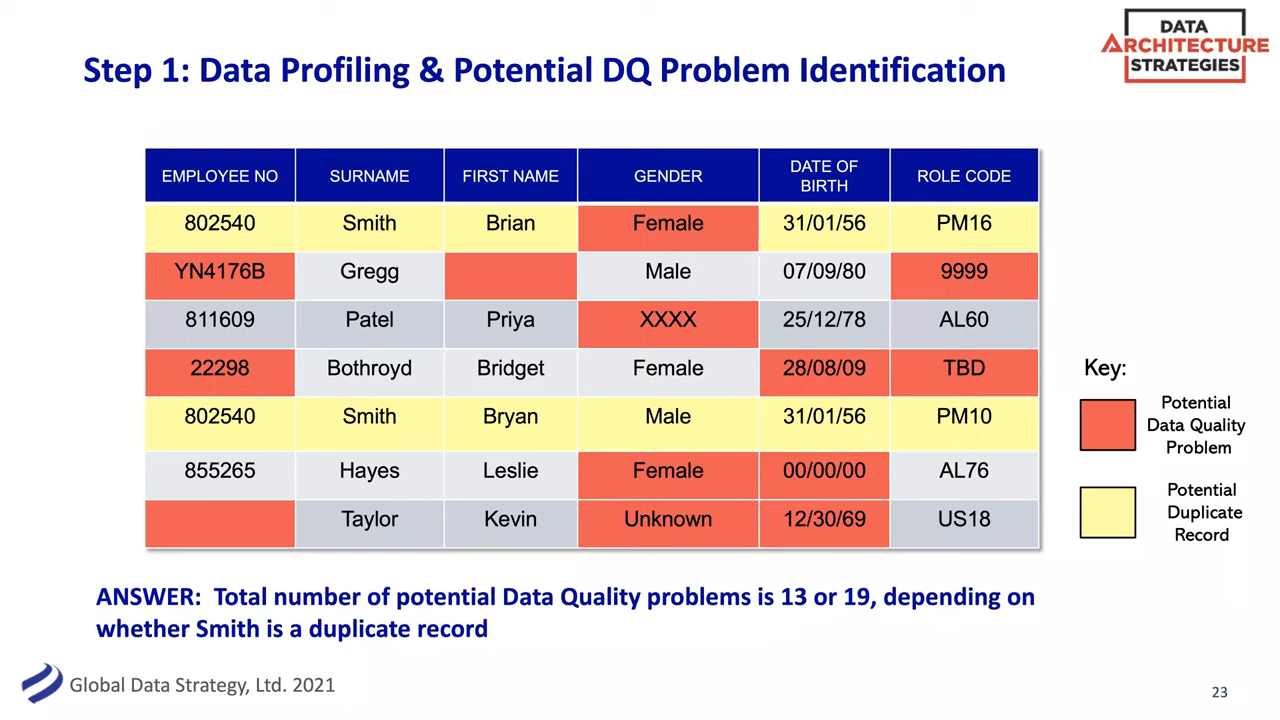 DATA
ARCHITECTURE
STRATEGIES
Step 1: Data Profiling & Potential DQ Problem Identification
EMPLOYEE NO SURNAME FIRST NAME GENDER DATE OF BIRTH ROLE CODE
802540 Smith Brian Female 31/01/56 PM16
YN4176B Gregg Male 07/09/80 9999
811609 Patel Priya XXXX 25/12/78 AL60
22298 Bothroyd Bridget Female 28/08/09 TBD
802540 Smith Bryan Male 31/01/56 PM10
855265 Hayes Leslie Female 00/00/00 AL76
Taylor Kevin Unknown 12/30/69 US18
Key:
Potential
Data Quality
Problem
Potential
Duplicate
Record
ANSWER: Total number of potential Data Quality problems is 13 or 19, depending on
whether Smith is a duplicate record
Global Data Strategy, Ltd. 2021
23